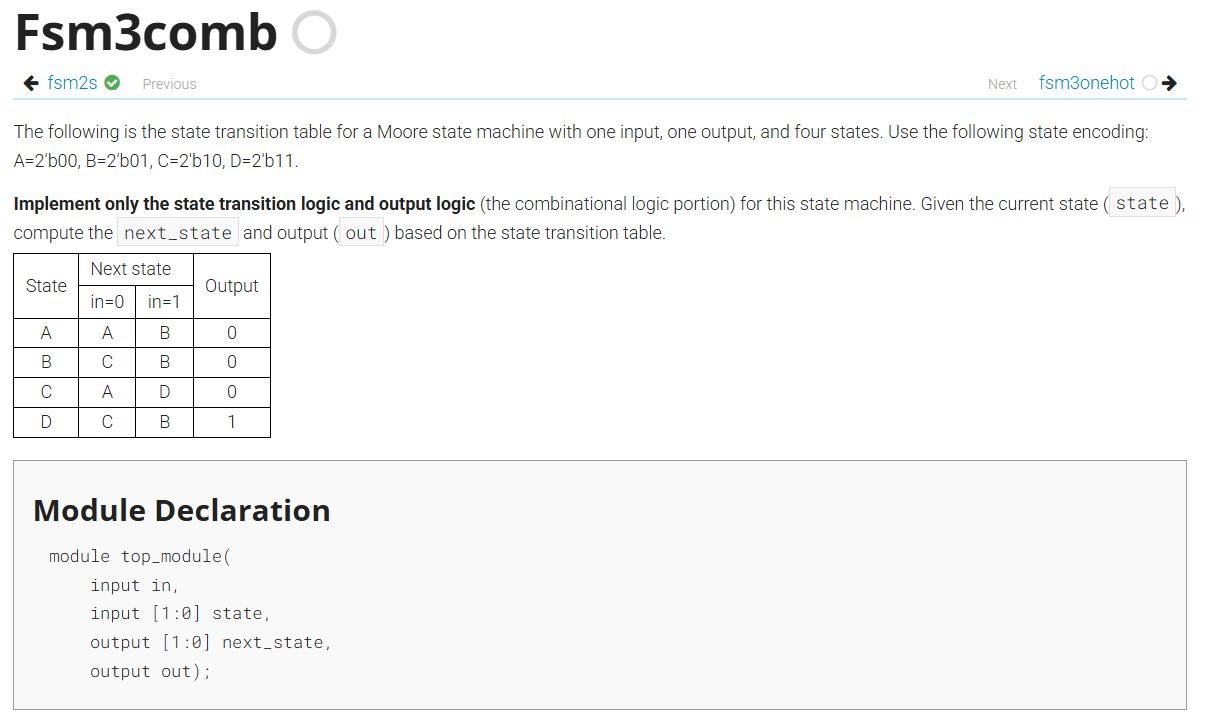 Fsm3comb
fsm2s Previous Next fsm3onehot
The following is the state transition table for a Moore state machine with one input, one output, and four states. Use the following state encoding:
A=2'b00, B=2'b01, C=2'b10, D=2'b11.
Implement only the state transition logic and output logic (the combinational logic portion) for this state machine. Given the current state ( state ),
compute the next_state and output ( out ) based on the state transition table.
State Next state Output
in=0 in=1
A A B 0
B C B 0
C A D 0
D C B 1
Module Declaration
module top_module(
    input in,
    input [1:0] state,
    output [1:0] next_state,
    output out);